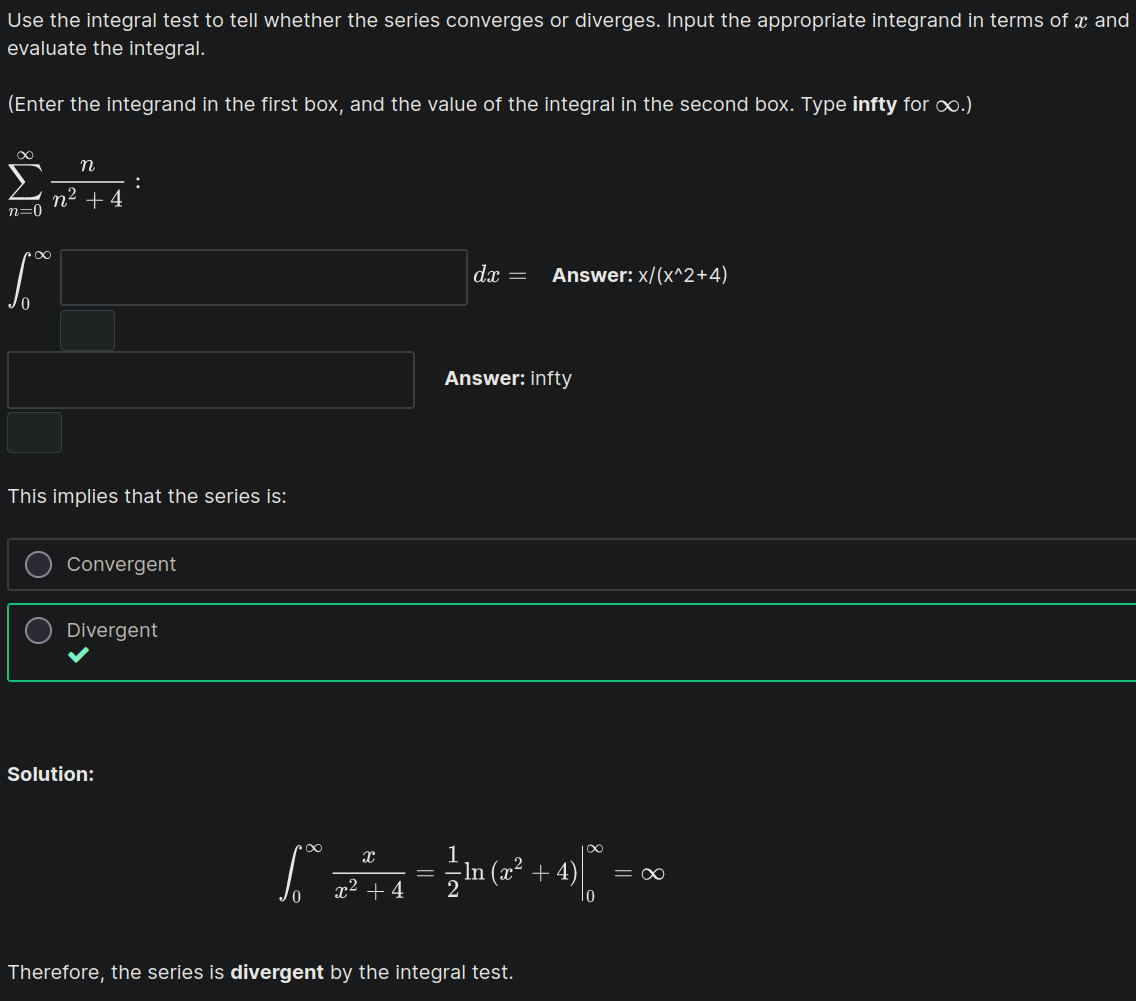 Use the integral test to tell whether the series converges or diverges. Input the appropriate integrand in terms of $x$ and
evaluate the integral.
(Enter the integrand in the first box, and the value of the integral in the second box. Type infty for ∞.)
$\sum_{n=0}^{\infty} \frac{n}{n^2+4}$ :
$\int_0^{\infty}$ $dx =$ Answer: x/(x^2+4)
Answer: infty
This implies that the series is:
Convergent
Divergent
Solution:
$\int_0^{\infty} \frac{x}{x^2+4} = \frac{1}{2} \ln\left(x^2+4\right)\Big|_0^{\infty} = \infty$
Therefore, the series is divergent by the integral test.